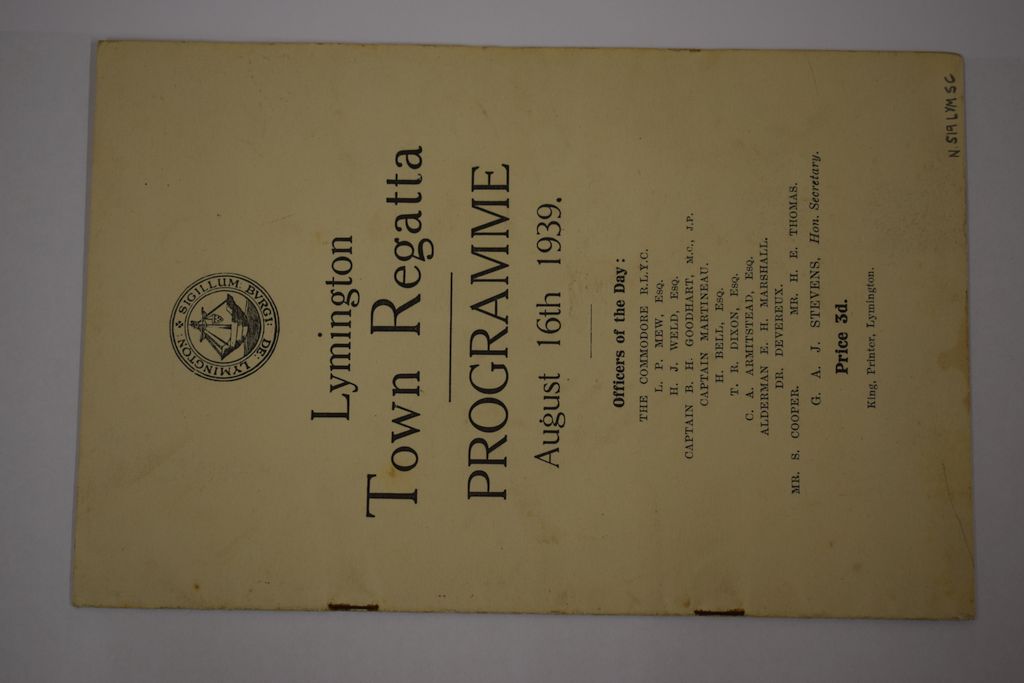 SIGILLUM BVRGI: DE: LYMINGTON
Lymington
Town Regatta
PROGRAMME
August 16th 1939.
Officers of the Day:
THE COMMODORE R.L.Y.C.
L. P. MEW, ESQ.
H. J. WELD, ESQ.
CAPTAIN B. H. GOODHART, M.C., J.P.
CAPTAIN MARTINEAU.
H. BELL, ESQ.
T. R. DIXON, ESQ.
C. A. ARMITSTEAD, ESQ.
ALDERMAN E. H. MARSHALL.
DR. DEVEREUX.
MR. S. COOPER. MR. H. E. THOMAS.
G. A. J. STEVENS, Hon. Secretary.
Price 3d.
King, Printer, Lymington.
N 519 LYM SG